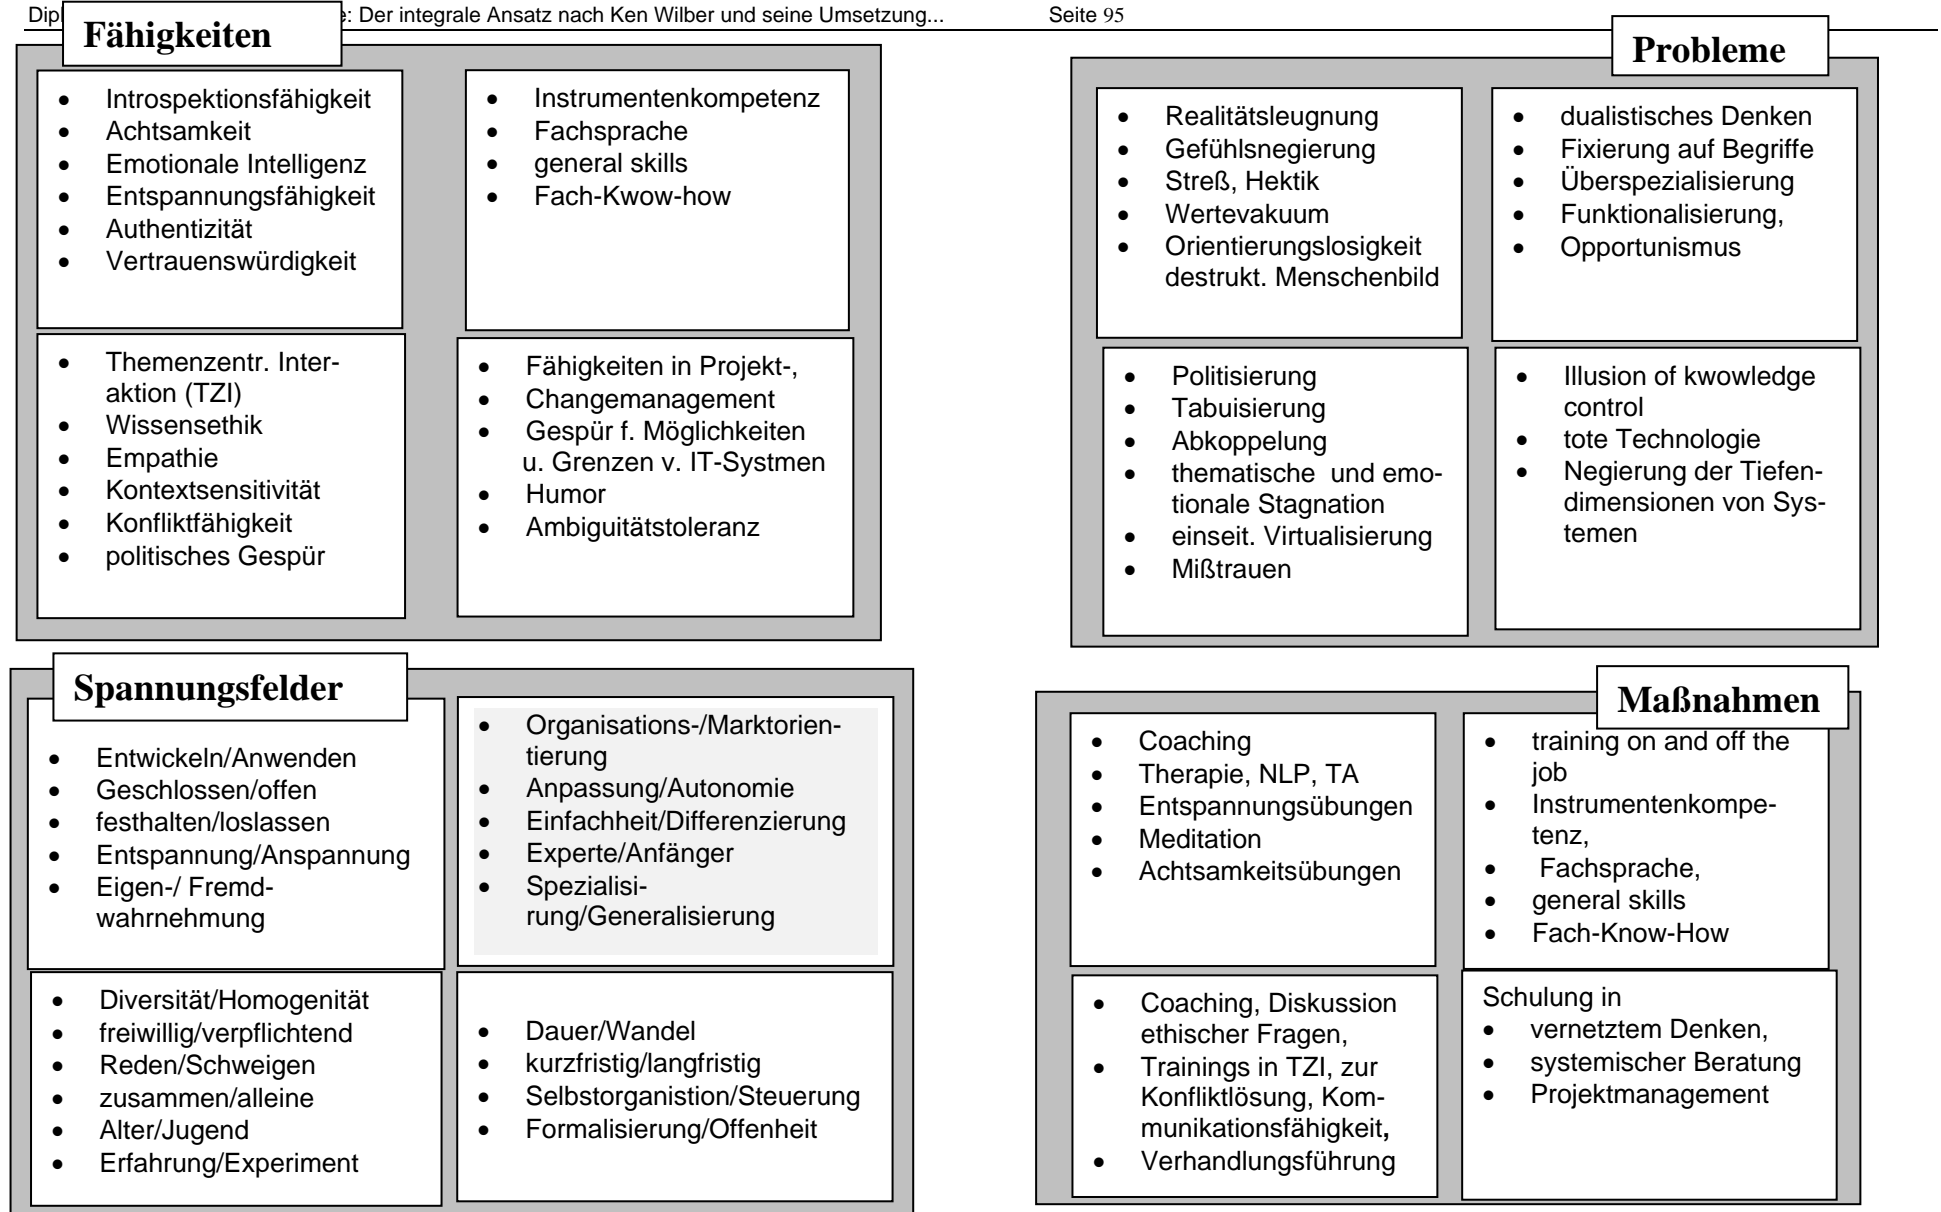 Dip
e: Der integrale Ansatz nach Ken Wilber und seine Umsetzung...
Seite 95
Fähigkeiten
• Introspektionsfähigkeit
• Achtsamkeit
• Emotionale Intelligenz
• Entspannungsfähigkeit
• Authentizität
• Vertrauenswürdigkeit
• Instrumentenkompetenz
• Fachsprache
• general skills
• Fach-Kwow-how
• Themenzentr. Inter-
aktion (TZI)
• Wissensethik
• Empathie
• Kontextsensitivität
• Konfliktfähigkeit
• politisches Gespür
• Fähigkeiten in Projekt-,
• Changemanagement
• Gespür f. Möglichkeiten
u. Grenzen v. IT-Systmen
• Humor
• Ambiguitätstoleranz
Probleme
• Realitätsleugnung
• Gefühlsnegierung
• Streß, Hektik
• Wertevakuum
• Orientierungslosigkeit
destrukt. Menschenbild
• dualistisches Denken
• Fixierung auf Begriffe
• Überspezialisierung
• Funktionalisierung,
• Opportunismus
• Politisierung
• Tabuisierung
• Abkoppelung
• thematische und emo-
tionale Stagnation
• einseit. Virtualisierung
• Mißtrauen
• Illusion of kwowledge
control
• tote Technologie
• Negierung der Tiefen-
dimensionen von Sys-
temen
Spannungsfelder
• Entwickeln/Anwenden
• Geschlossen/offen
• festhalten/loslassen
• Entspannung/Anspannung
• Eigen-/ Fremd-
wahrnehmung
• Organisations-/Marktorien-
tierung
• Anpassung/Autonomie
• Einfachheit/Differenzierung
• Experte/Anfänger
• Spezialisi-
rung/Generalisierung
• Diversität/Homogenität
• freiwillig/verpflichtend
• Reden/Schweigen
• zusammen/alleine
• Alter/Jugend
• Erfahrung/Experiment
• Dauer/Wandel
• kurzfristig/langfristig
• Selbstorganistion/Steuerung
• Formalisierung/Offenheit
Maßnahmen
• Coaching
• Therapie, NLP, TA
• Entspannungsübungen
• Meditation
• Achtsamkeitsübungen
• training on and off the
job
• Instrumentenkompe-
tenz,
• Fachsprache,
• general skills
• Fach-Know-How
• Coaching, Diskussion
ethischer Fragen,
• Trainings in TZI, zur
Konfliktlösung, Kom-
munikationsfähigkeit,
• Verhandlungsführung
Schulung in
• vernetztem Denken,
• systemischer Beratung
• Projektmanagement